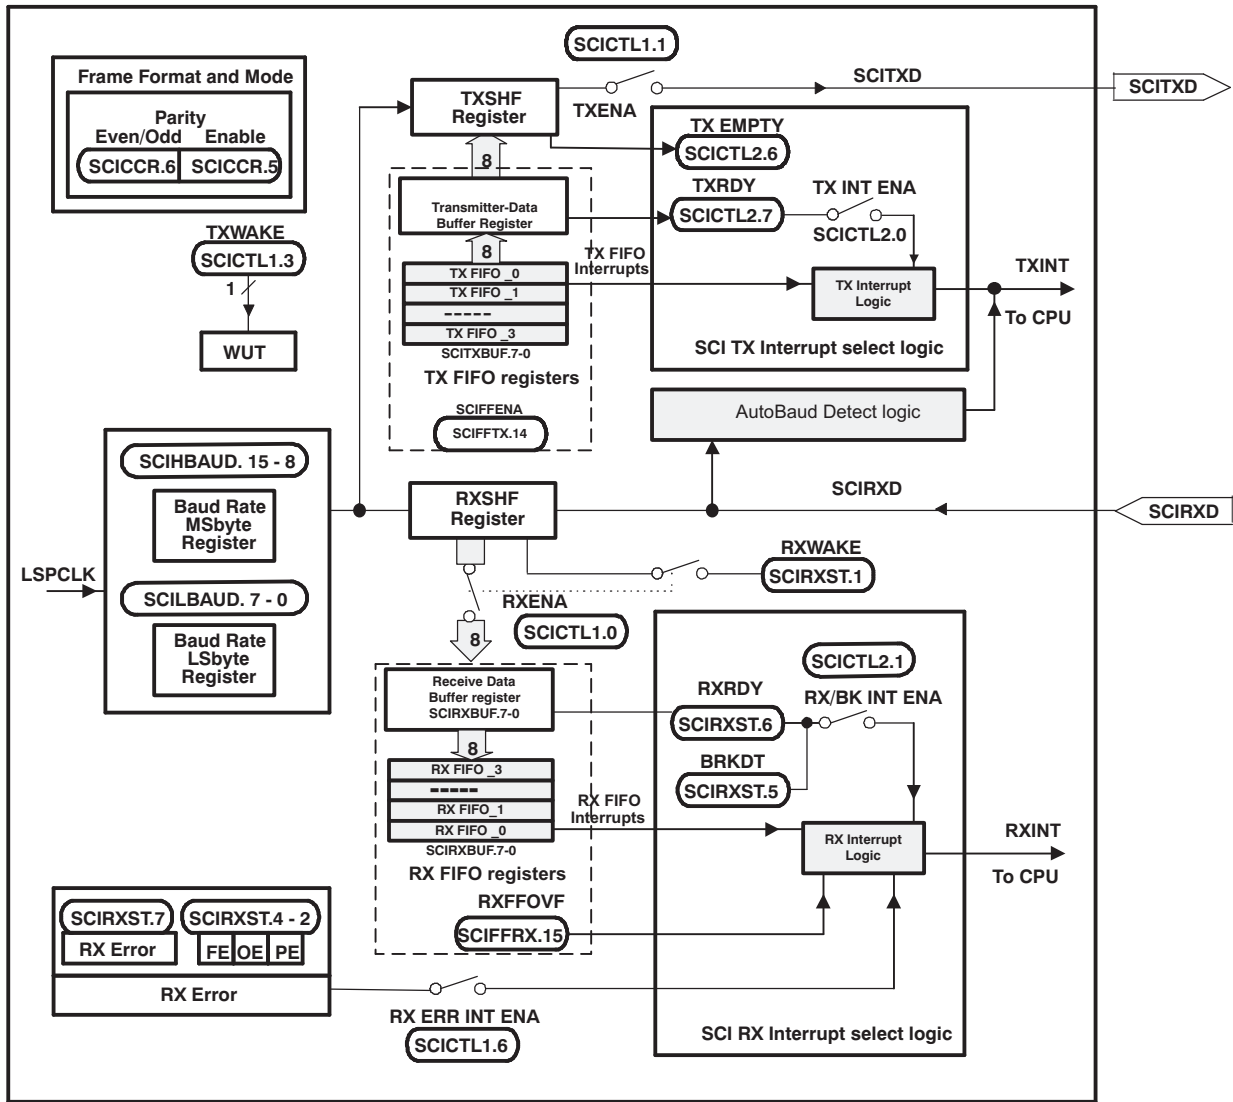 SCICTL1.1
Frame Format and Mode
Parity
Even/Odd Enable
SCICCR.6 SCICCR.5
TXSHF
Register
TXENA
SCITXD
SCITXD
TX EMPTY
SCICTL2.6
8
TXRDY
SCICTL2.7
TX INT ENA
SCICTL2.0
Transmitter-Data
Buffer Register
8
TX FIFO
Interrupts
TX FIFO _0
TX FIFO _1
-----
TX FIFO _3
SCITXBUF.7-0
TX FIFO registers
SCIFFENA
SCIFFTX.14
TX Interrupt
Logic
TXINT
To CPU
SCI TX Interrupt select logic
TXWAKE
SCICTL1.3
1
WUT
AutoBaud Detect logic
SCIHBAUD. 15 - 8
Baud Rate
MSbyte
Register
LSPCLK
SCILBAUD. 7 - 0
Baud Rate
LSbyte
Register
RXSHF
Register
SCIRXD
SCIRXD
RXWAKE
SCIRXST.1
RXENA
SCICTL1.0
8
Receive Data
Buffer register
SCIRXBUF.7-0
8
RX FIFO _3
-----
RX FIFO_1
RX FIFO _0
SCIRXBUF.7-0
RX FIFO registers
RX FIFO
Interrupts
RXFFOVF
SCIFFRX.15
SCICTL2.1
RXRDY
RX/BK INT ENA
SCIRXST.6
BRKDT
SCIRXST.5
RX Interrupt
Logic
RXINT
To CPU
SCI RX Interrupt select logic
SCIRXST.7 SCIRXST.4 - 2
RX Error FE OE PE
RX Error
RX ERR INT ENA
SCICTL1.6